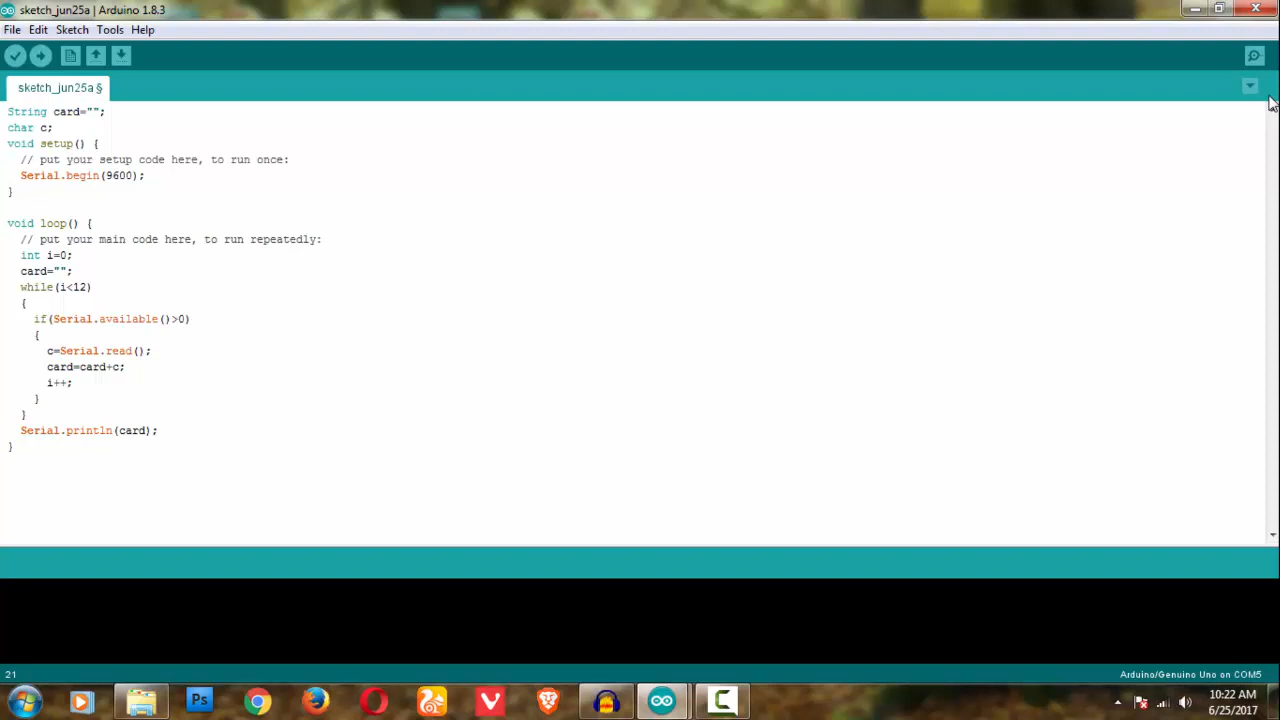 sketch_jun25a | Arduino 1.8.3
File Edit Sketch Tools Help
sketch_jun25a §
String card="";
char c;
void setup() {
// put your setup code here, to run once:
Serial.begin(9600);
}
void loop() {
// put your main code here, to run repeatedly:
int i=0;
card="";
while(i<12)
{
if(Serial.available()>0)
{
c=Serial.read();
card=card+c;
i++;
}
}
Serial.println(card);
}
21
Arduino/Genuino Uno on COM5
Ps
10:22 AM
6/25/2017